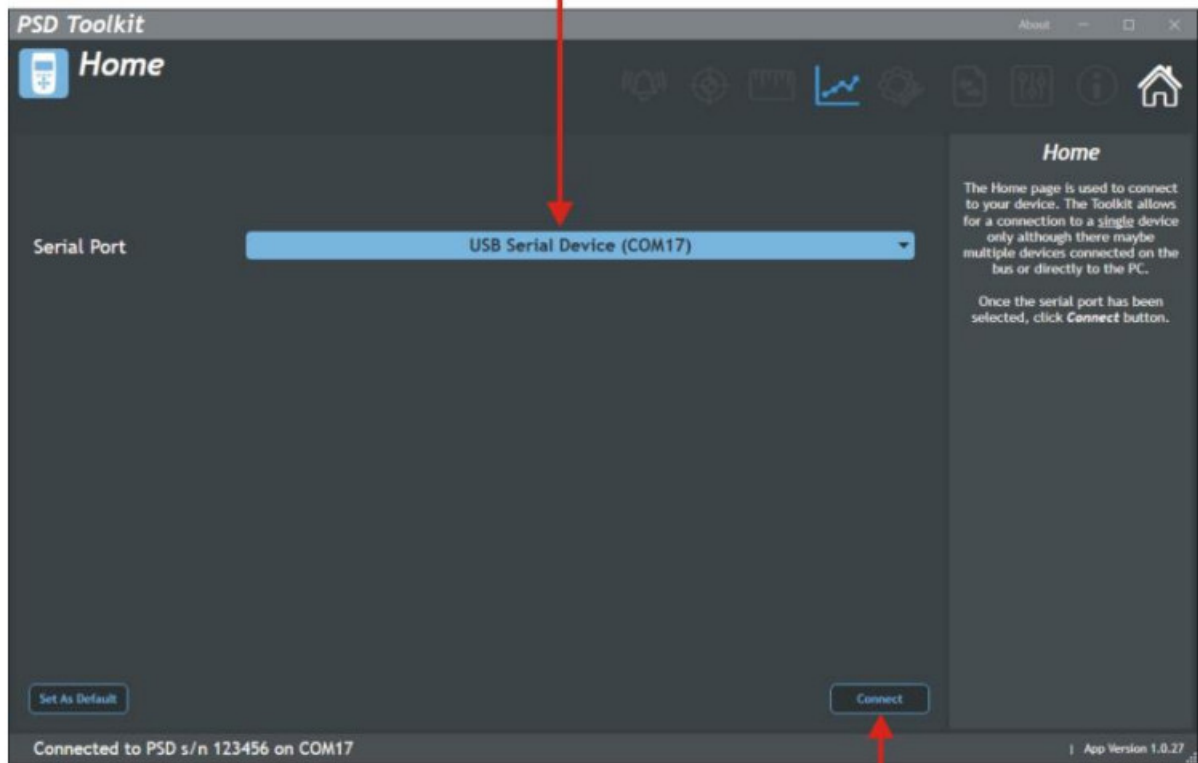 PSD Toolkit
About
Home
Home
The Home page is used to connect
to your device. The Toolkit allows
for a connection to a single device
only although there maybe
multiple devices connected on the
bus or directly to the PC.
Once the serial port has been
selected, click Connect button.
Serial Port
USB Serial Device (COM17)
Set As Default
Connect
Connected to PSD s/n 123456 on COM17
| App Version 1.0.27